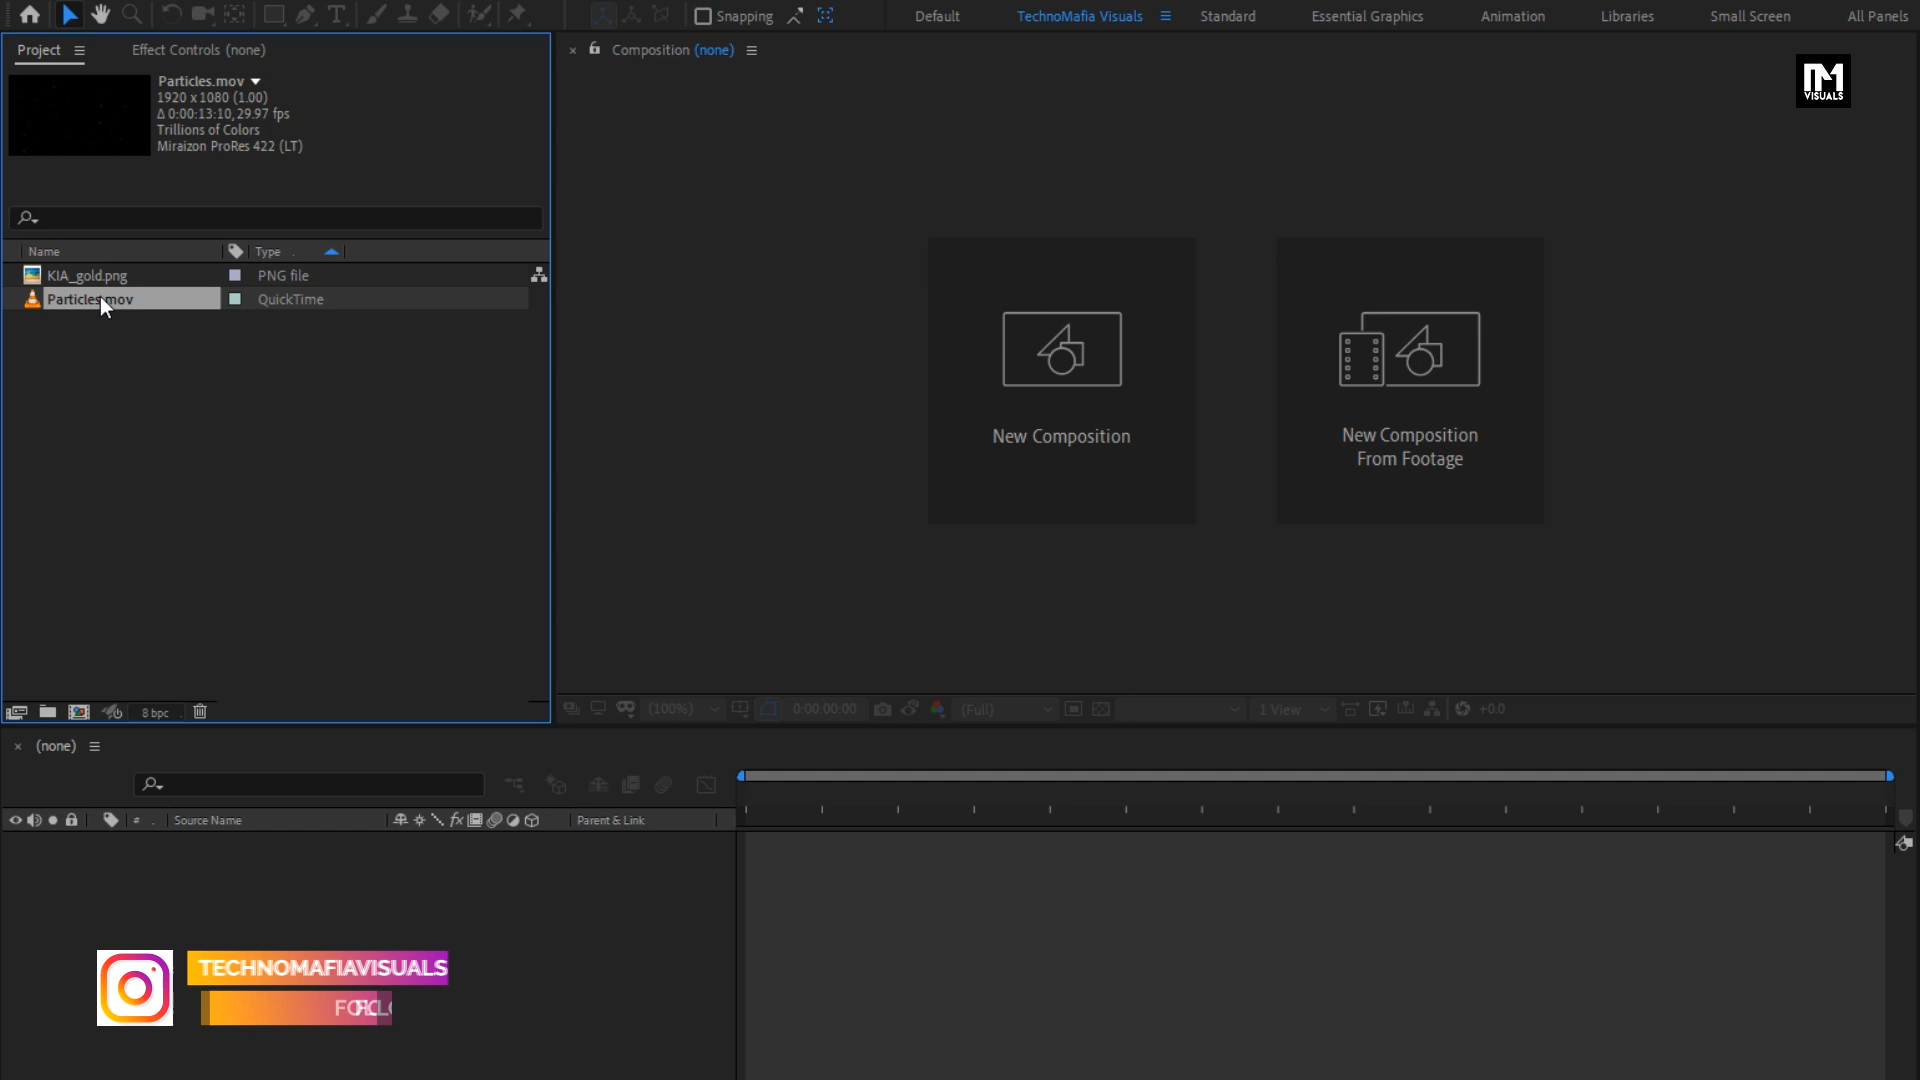 Snapping
Default
TechnoMafia Visuals
Standard
Essential Graphics
Animation
Libraries
Small Screen
All Panels
Project
Effect Controls (none)
Composition (none)
Particles.mov
1920 x 1080 (1.00)
Δ 0:00:13:10, 29.97 fps
Trillions of Colors
Miraizon ProRes 422 (LT)
VISUALS
Name
Type
KIA_gold.png
PNG file
Particles.mov
QuickTime
New Composition
New Composition
From Footage
8 bpc
(100%)
0:00:00:00
(Full)
1 View
+0.0
(none)
Source Name
fx
Parent & Link
TECHNOMAFIAVISUALS